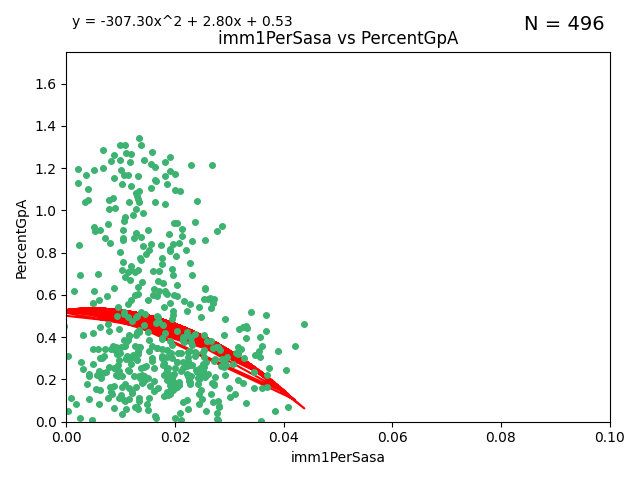 y = -307.30x^2 + 2.80x + 0.53
N = 496
imm1PerSasa vs PercentGpA
1.6
1.4
1.2
1.0
0.8
0.6
0.4
0.2
0.0
PercentGpA
0.00 0.02 0.04 0.06 0.08 0.10
imm1PerSasa